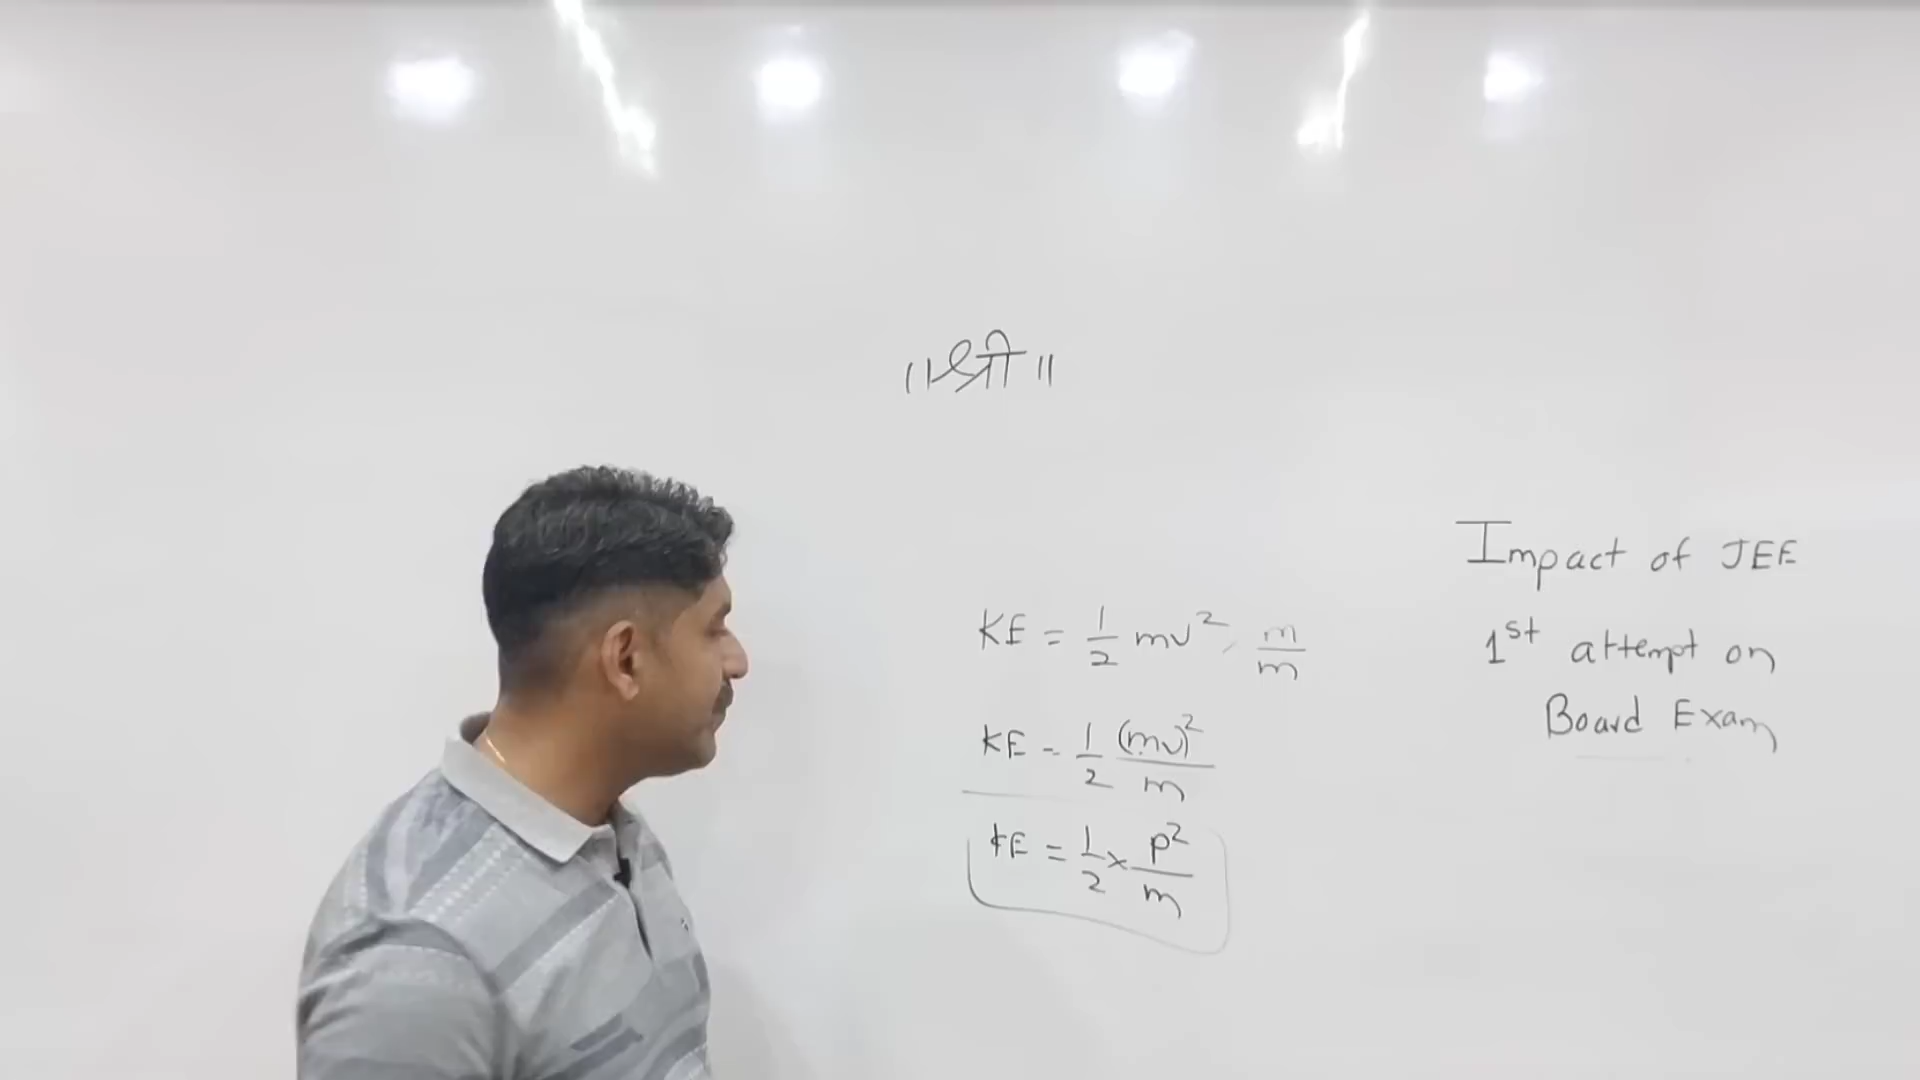 ॥ श्री ॥
KE = 1/2 mv² × m/m
KE = 1/2 (mv)²/m
KE = 1/2 × P²/m
Impact of JEE
1st attempt on
Board Exam